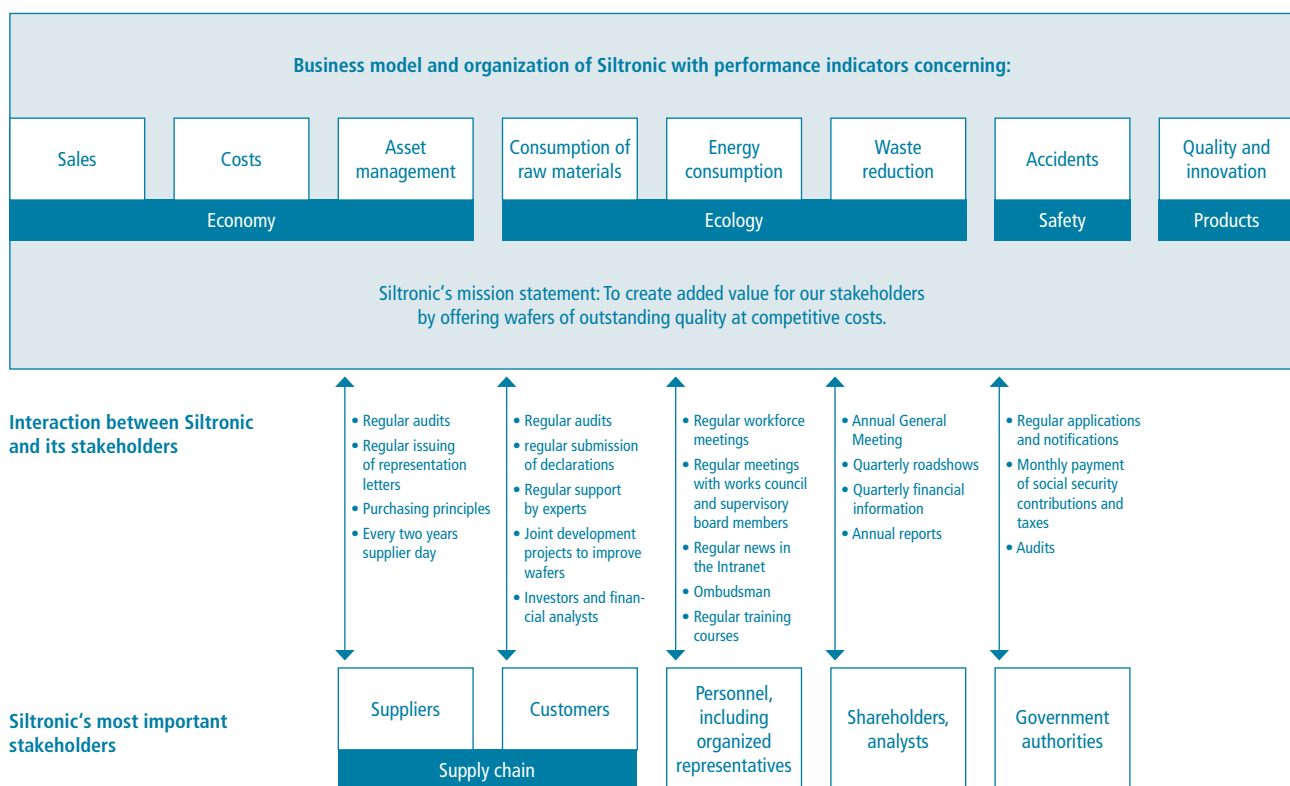 Business model and organization of Siltronic with performance indicators concerning:
Sales
Costs
Asset
management
Consumption of
raw materials
Energy
consumption
Waste
reduction
Accidents
Quality and
innovation
Economy
Ecology
Safety
Products
Siltronic's mission statement: To create added value for our stakeholders
by offering wafers of outstanding quality at competitive costs.
Interaction between Siltronic
and its stakeholders
• Regular audits
• Regular issuing
of representation
letters
• Purchasing principles
• Every two years
supplier day
• Regular audits
• regular submission
of declarations
• Regular support
by experts
• Joint development
projects to improve
wafers
• Investors and finan-
cial analysts
• Regular workforce
meetings
• Regular meetings
with works council
and supervisory
board members
• Regular news in
the Intranet
• Ombudsman
• Regular training
courses
• Annual General
Meeting
• Quarterly roadshows
• Quarterly financial
information
• Annual reports
• Regular applications
and notifications
• Monthly payment
of social security
contributions and
taxes
• Audits
Siltronic's most important
stakeholders
Suppliers
Customers
Supply chain
Personnel,
including
organized
representatives
Shareholders,
analysts
Government
authorities